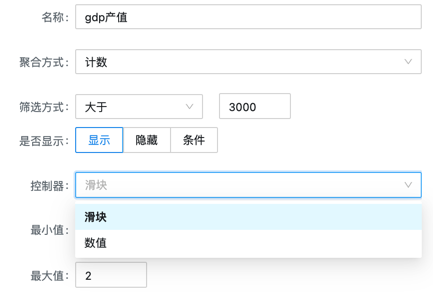 名称： gdp产值
聚合方式： 计数
筛选方式： 大于 3000
是否显示： 显示 隐藏 条件
控制器： 滑块
滑块
最小值：
数值
最大值： 2